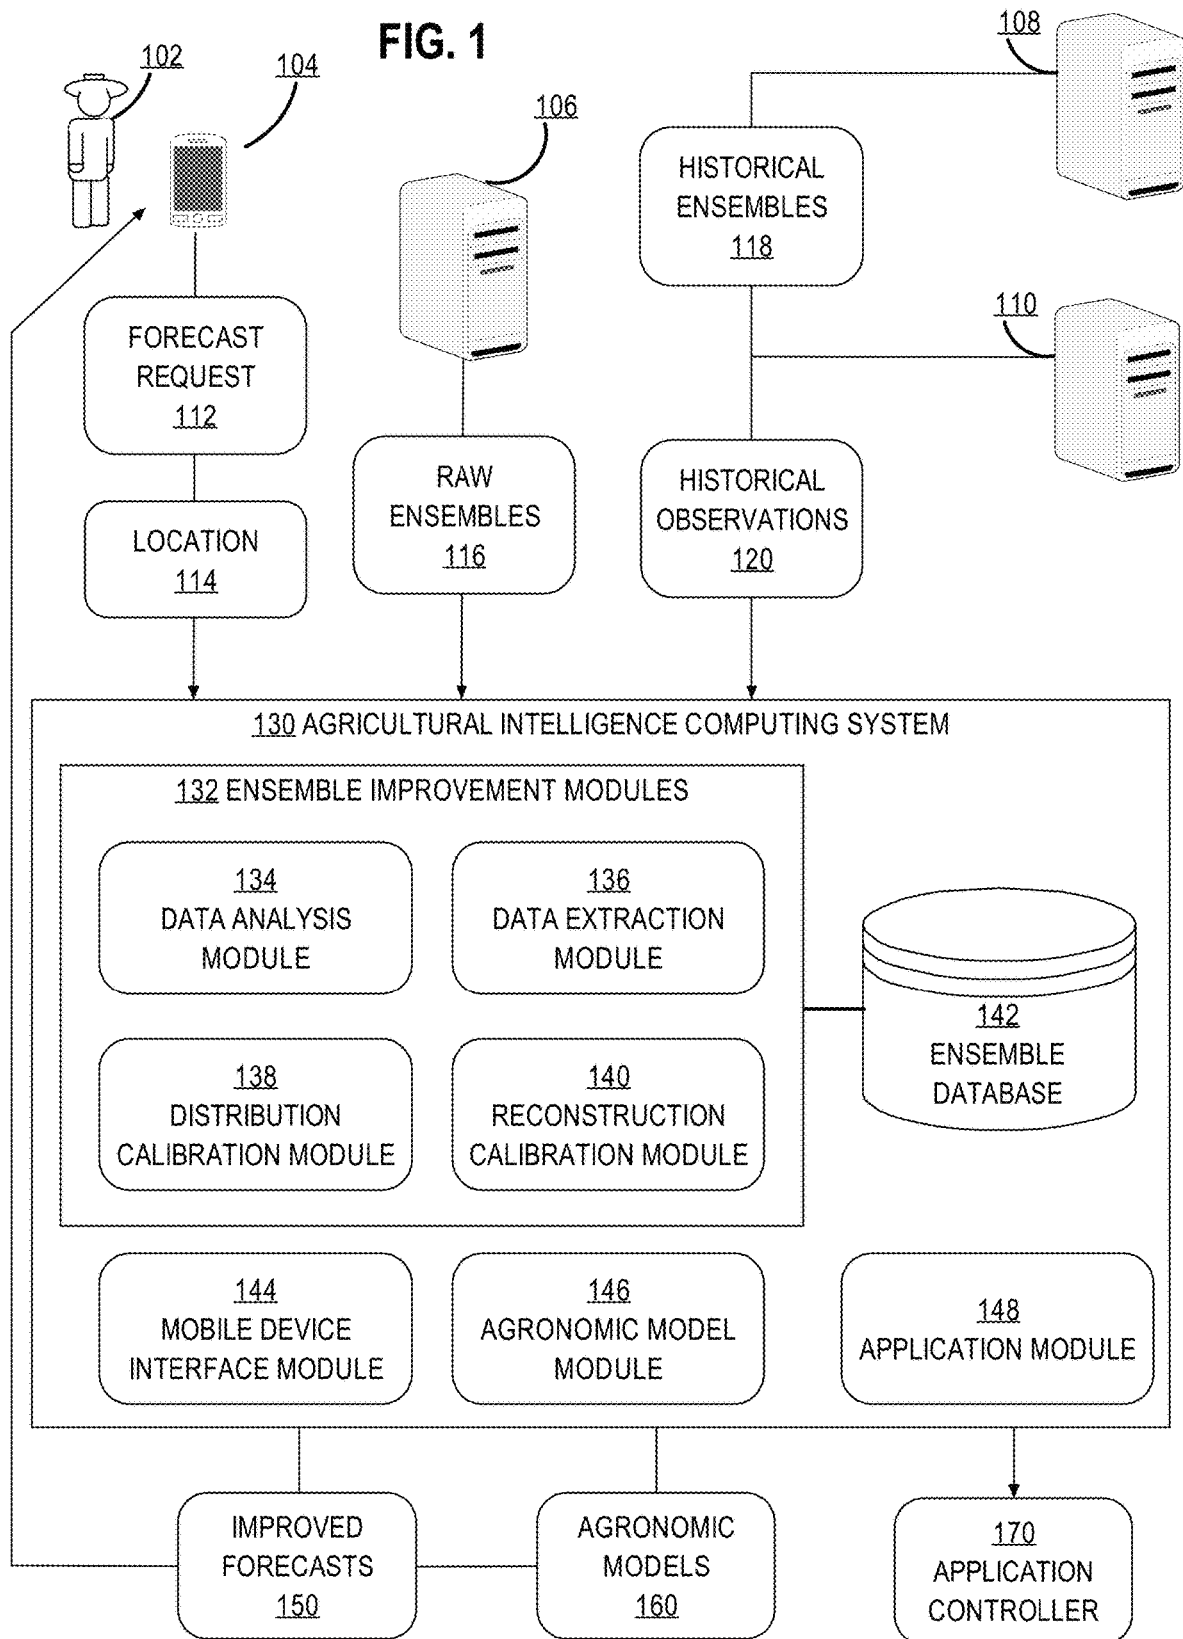 FIG. 1
102
104
106
108
HISTORICAL
ENSEMBLES
118
110
FORECAST
REQUEST
112
RAW
ENSEMBLES
116
HISTORICAL
OBSERVATIONS
120
LOCATION
114
130 AGRICULTURAL INTELLIGENCE COMPUTING SYSTEM
132 ENSEMBLE IMPROVEMENT MODULES
134
DATA ANALYSIS
MODULE
136
DATA EXTRACTION
MODULE
138
DISTRIBUTION
CALIBRATION MODULE
140
RECONSTRUCTION
CALIBRATION MODULE
142
ENSEMBLE
DATABASE
144
MOBILE DEVICE
INTERFACE MODULE
146
AGRONOMIC MODEL
MODULE
148
APPLICATION MODULE
IMPROVED
FORECASTS
150
AGRONOMIC
MODELS
160
170
APPLICATION
CONTROLLER